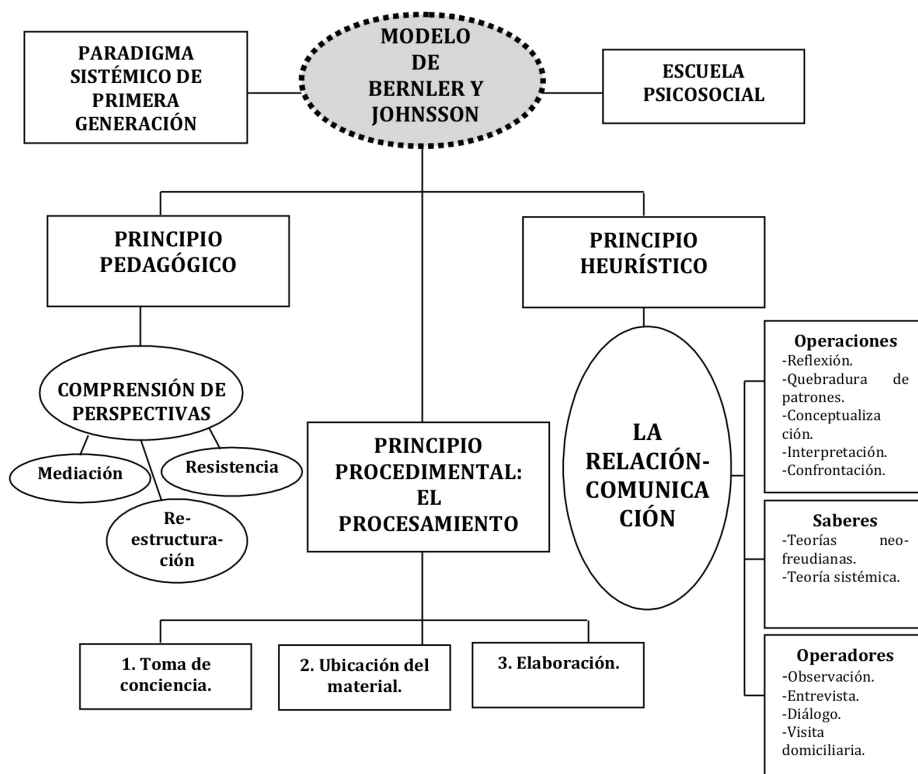 PARADIGMA
SISTÉMICO DE
PRIMERA
GENERACIÓN
MODELO
DE
BERNLER Y
JOHNSSON
ESCUELA
PSICOSOCIAL
PRINCIPIO
PEDAGÓGICO
PRINCIPIO
HEURÍSTICO
COMPRENSIÓN DE
PERSPECTIVAS
Mediación
Resistencia
Re-
estructura-
ción
PRINCIPIO
PROCEDIMENTAL:
EL
PROCESAMIENTO
LA
RELACIÓN-
COMUNICA
CIÓN
Operaciones
-Reflexión.
-Quebradura de
patrones.
-Conceptualiza
ción.
-Interpretación.
-Confrontación.
Saberes
-Teorías neo-
freudianas.
-Teoría sistémica.
Operadores
-Observación.
-Entrevista.
-Diálogo.
-Visita
domiciliaria.
1. Toma de
conciencia.
2. Ubicación del
material.
3. Elaboración.